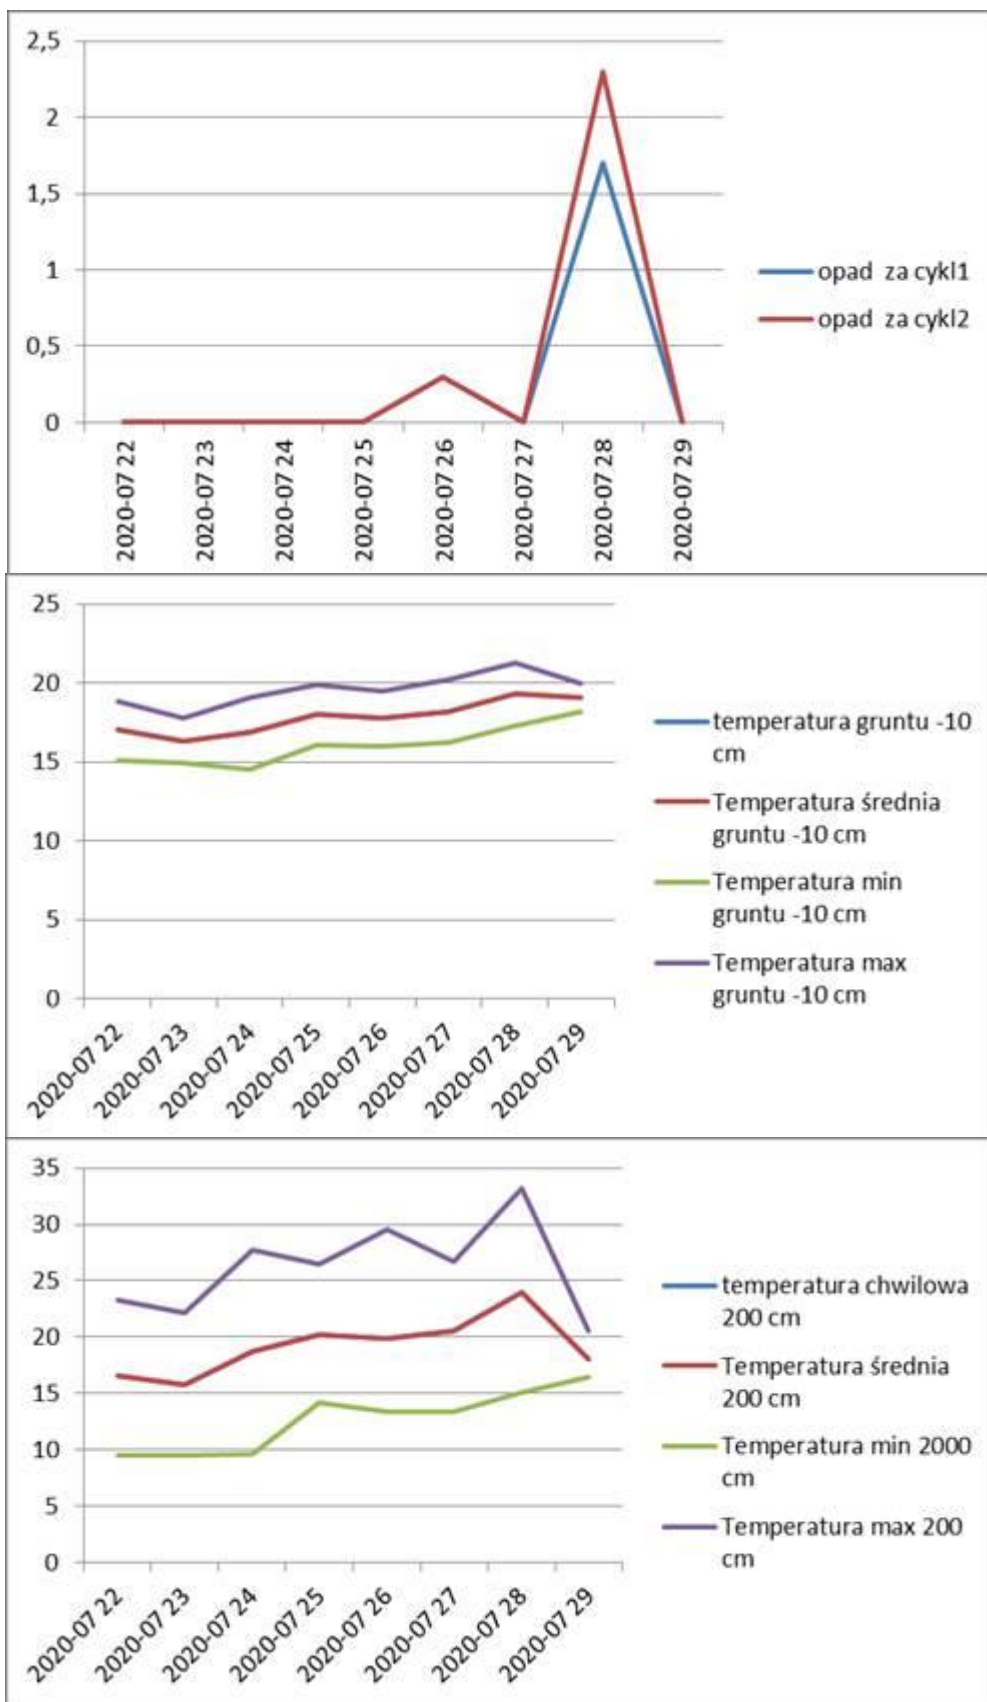 2,5
2
1,5
1
0,5
0
2020-07 22
2020-07 23
2020-07 24
2020-07 25
2020-07 26
2020-07 27
2020-07 28
2020-07 29
opad za cykl1
opad za cykl2
25
20
15
10
5
0
2020-07 22
2020-07 23
2020-07 24
2020-07 25
2020-07 26
2020-07 27
2020-07 28
2020-07 29
temperatura gruntu -10
cm
Temperatura średnia
gruntu -10 cm
Temperatura min
gruntu -10 cm
Temperatura max
gruntu -10 cm
35
30
25
20
15
10
5
0
2020-07 22
2020-07 23
2020-07 24
2020-07 25
2020-07 26
2020-07 27
2020-07 28
2020-07 29
temperatura chwilowa
200 cm
Temperatura średnia
200 cm
Temperatura min 2000
cm
Temperatura max 200
cm